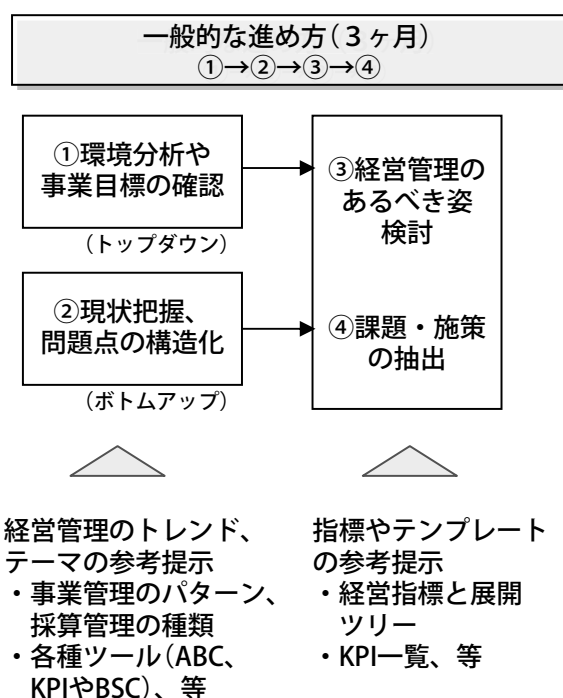 一般的な進め方(３ヶ月)
①→②→③→④
①環境分析や
事業目標の確認
(トップダウン)
②現状把握、
問題点の構造化
(ボトムアップ)
③経営管理の
あるべき姿
検討
④課題・施策
の抽出
経営管理のトレンド、
テーマの参考提示
・事業管理のパターン、
採算管理の種類
・各種ツール(ABC、
KPIやBSC)、等
指標やテンプレート
の参考提示
・経営指標と展開
ツリー
・KPI一覧、等